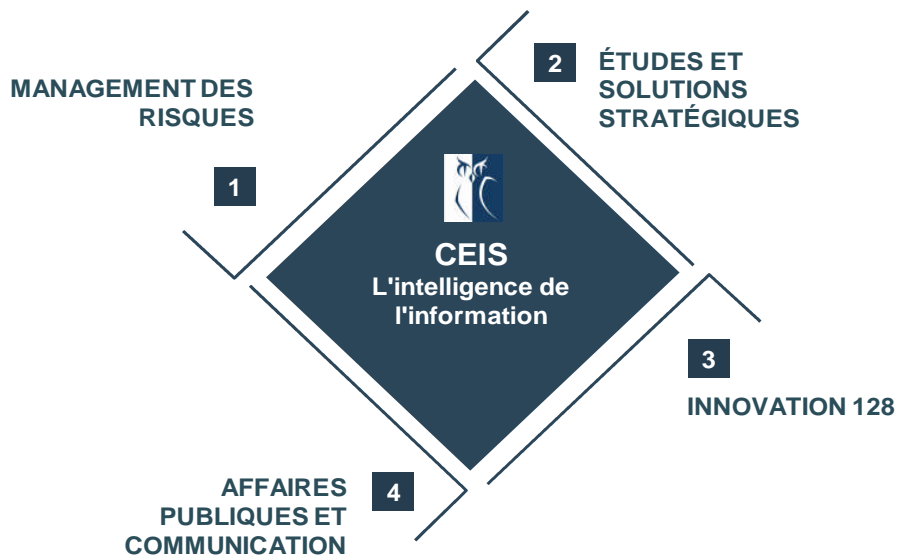 MANAGEMENT DES
RISQUES
1
2
ÉTUDES ET
SOLUTIONS
STRATÉGIQUES
CEIS
L'intelligence de
l'information
3
INNOVATION 128
4
AFFAIRES
PUBLIQUES ET
COMMUNICATION